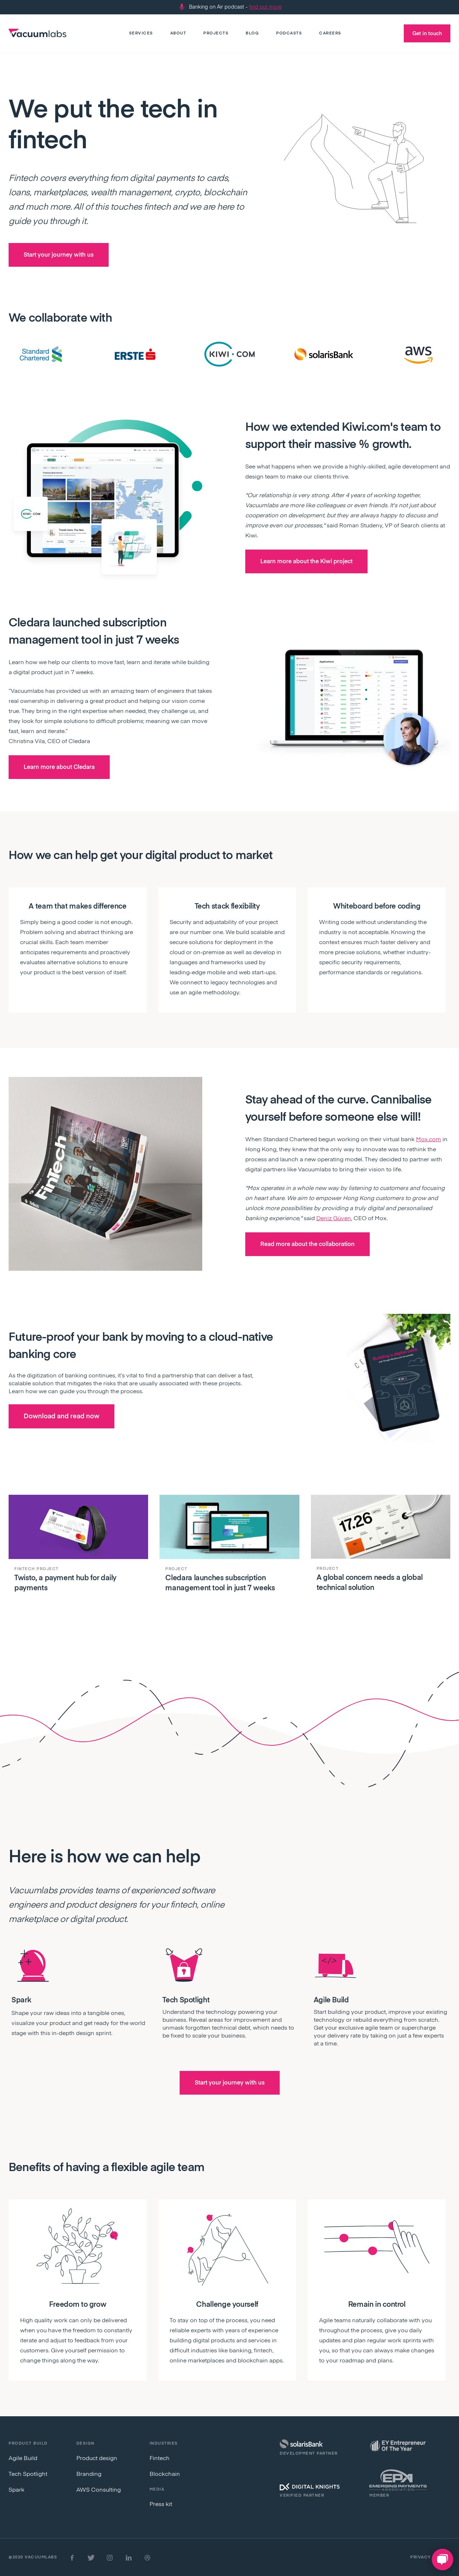 Banking on Air podcast - find out more
vacuumlabs
SERVICES
ABOUT
PROJECTS
BLOG
PODCASTS
CAREERS
Get in touch
We put the tech in
fintech
Fintech covers everything from digital payments to cards,
loans, marketplaces, wealth management, crypto, blockchain
and much more. All of this touches fintech and we are here to
guide you through it.
Start your journey with us
We collaborate with
Standard
Chartered
ERSTE
KIWI.COM
solarisBank
aws
How we extended Kiwi.com's team to
support their massive % growth.
See what happens when we provide a highly-skilled, agile development and
design team to make our clients thrive.
"Our relationship is very strong. After 4 years of working together,
Vacuumlabs are more like colleagues or even friends. It's not just about
cooperation on development, but they are always happy to discuss and
improve even our processes," said Roman Studeny, VP of Search clients at
Kiwi.
Learn more about the Kiwi project
KIWI.COM
Cledara launched subscription
management tool in just 7 weeks
Learn how we help our clients to move fast, learn and iterate while building
a digital product just in 7 weeks.
"Vacuumlabs has provided us with an amazing team of engineers that takes
real ownership in delivering a great product and helping our vision come
true. They bring in the right people when necessary, they challenge us, and
they look for simple solutions to difficult problems; meaning we can move
fast, learn and iterate."
Christina Vila, CEO of Cledara
Learn more about Cledara
How we can help get your digital product to market
A team that makes difference
Simply being a good coder is not enough.
Problem solving and abstract thinking are
crucial skills. Each team member
anticipates requirements and proactively
evaluates alternative solutions to ensure
your product is the best version of itself.
Tech stack flexibility
Security and adjustability of your project
are our number one. We build scalable and
secure solutions for deployment in the
cloud or on-premise as well as develop in
languages and frameworks used by
leading-edge mobile and web start-ups.
We connect to legacy technologies and
use an agile methodology.
Whiteboard before coding
Writing code without understanding the
industry is not acceptable. Knowing the
context ensures much faster delivery and
more precise solutions, whether industry-
specific security requirements,
performance standards or regulations.
FinTech
Stay ahead of the curve. Cannibalise
yourself before someone else will!
When Standard Chartered begun working on their virtual bank Mox.com in
Hong Kong, they knew that the only way to innovate was to rethink the
process and launch a new operating model. They decided to partner with
digital partners like Vacuumlabs to bring their vision to life.
"Mox operates in a whole new way by listening to customers and focusing
on heart share. We aim to empower Hong Kong customers to grow and
unlock more possibilities by providing a truly digital and personalised
banking experience," said Deniz Güven, CEO of Mox.
Read more about the collaboration
Future-proof your bank by moving to a cloud-native
banking core
As the digitization of banking continues, it's vital to find a partnership that can deliver a fast,
scalable solution that mitigates the risks that are usually associated with these projects.
Learn how we can guide you through the process.
Download and read now
FINTECH PROJECT
Twisto, a payment hub for daily
payments
PROJECT
Cledara launches subscription
management tool in just 7 weeks
17.26
PROJECT
A global concern needs a global
technical solution
Here is how we can help
Vacuumlabs provides teams of experienced software
engineers and product designers for your fintech, online
marketplace or digital product.
Spark
Shape your raw ideas into a tangible ones,
visualize your product and get ready for the world
stage with this in-depth design sprint.
Tech Spotlight
Understand the technology powering your
business. Reveal areas for improvement and
unmask forgotten technical debt, which needs to
be fixed to scale your business.
</>
Agile Build
Start building your product, improve your existing
technology or rebuild everything from scratch.
Get your exclusive agile team or supercharge
your delivery rate by taking on just a few experts
at a time.
Start your journey with us
Benefits of having a flexible agile team
Freedom to grow
High quality work can only be delivered
when you have the freedom to constantly
iterate and adjust to feedback from your
customers. We give you permission to
change things along the way.
Challenge yourself
To stay on top of the process, you need
reliable experts with years of experience
building digital products and services in
difficult industries like banking, fintech,
online marketplaces and blockchain apps.
Remain in control
Agile teams naturally collaborate with you
throughout the process, give you daily
updates and plan regular work sprints with
you, so that you can always make changes
to your roadmap and plans.
PRODUCT BUILD
Agile Build
Tech Spotlight
Spark
DESIGN
Product design
Branding
AWS Consulting
INDUSTRIES
Fintech
Blockchain
MEDIA
Press kit
solarisBank
DEVELOPMENT PARTNER
EY Entrepreneur
Of The Year
DIGITAL KNIGHTS
VERIFIED PARTNER
EPA
EMERGING PAYMENTS
ASSOCIATION
MEMBER
©2020 VACUUMLABS
PRIVACY